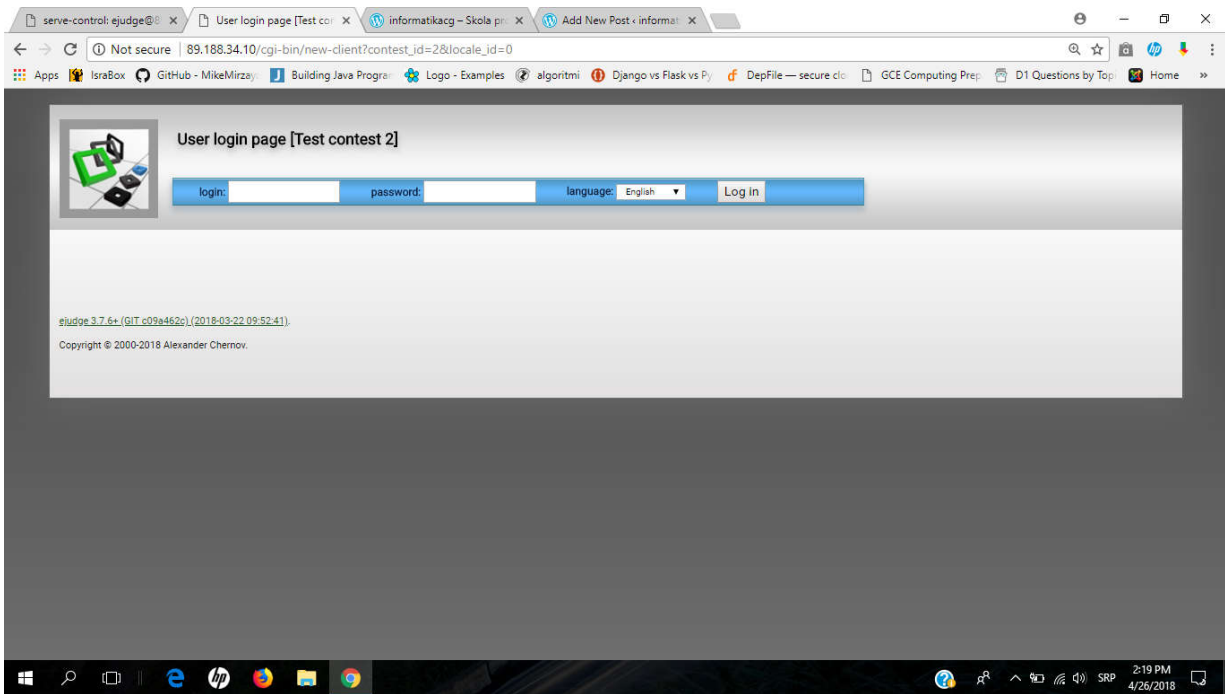 serve-control: ejudge@8
User login page [Test cor
informatikacg – Skola pr
Add New Post ‹ informat
Not secure
89.188.34.10/cgi-bin/new-client?contest_id=2&locale_id=0
Apps
IsraBox
GitHub - MikeMirzay
Building Java Progra
Logo - Examples
algoritmi
Django vs Flask vs Py
DepFile — secure clo
GCE Computing Prep
D1 Questions by Top
Home
»
User login page [Test contest 2]
login:
password:
language:
English
Log in
ejudge 3.7.6+ (GIT c09a462c) (2018-03-22 09:52:41).
Copyright © 2000-2018 Alexander Chernov.
SRP
2:19 PM
4/26/2018